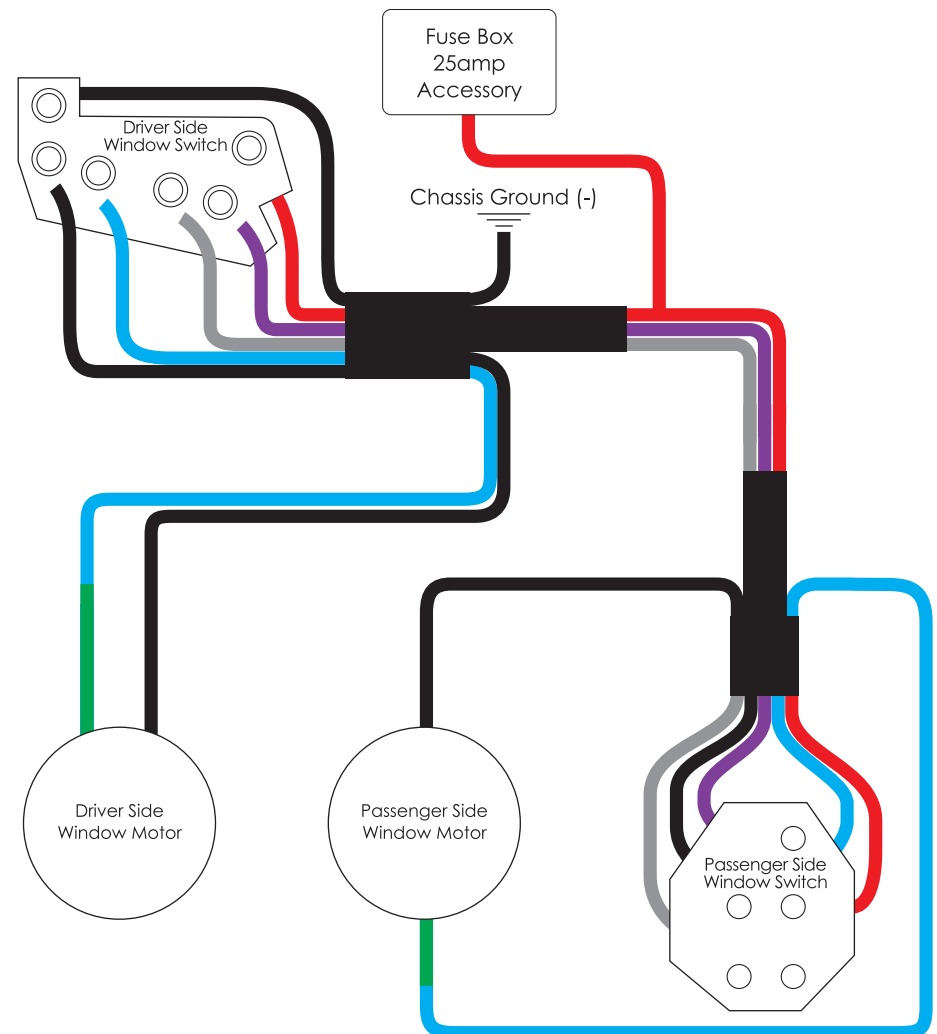 Fuse Box
25amp
Accessory
Driver Side
Window Switch
Chassis Ground (-)
Driver Side
Window Motor
Passenger Side
Window Motor
Passenger Side
Window Switch